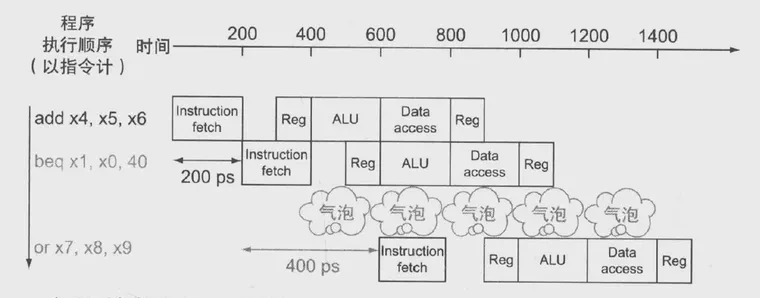 程序
执行顺序
（以指令计）
时间
200 400 600 800 1000 1200 1400
add x4, x5, x6
Instruction fetch
Reg
ALU
Data access
Reg
beq x1, x0, 40
200 ps
Instruction fetch
Reg
ALU
Data access
Reg
气泡 气泡 气泡 气泡 气泡
or x7, x8, x9
400 ps
Instruction fetch
Reg
ALU
Data access
Reg